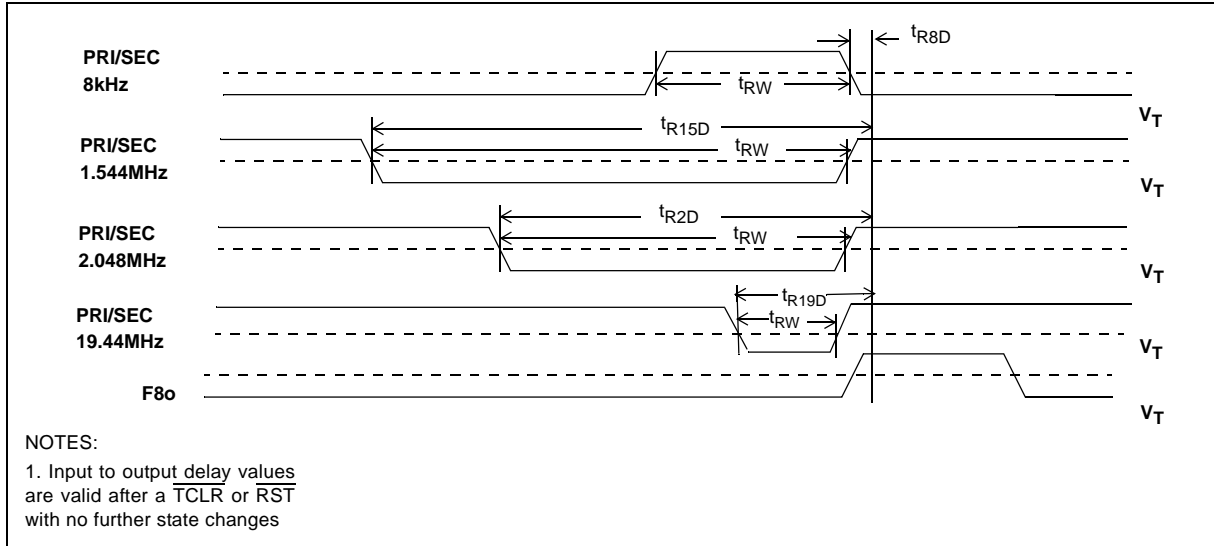 tR8D
PRI/SEC
8kHz
tRW
VT
tR15D
PRI/SEC
1.544MHz
tRW
VT
tR2D
PRI/SEC
2.048MHz
tRW
VT
tR19D
PRI/SEC
19.44MHz
tRW
VT
F8o
VT
NOTES:
1. Input to output delay values
are valid after a TCLR or RST
with no further state changes